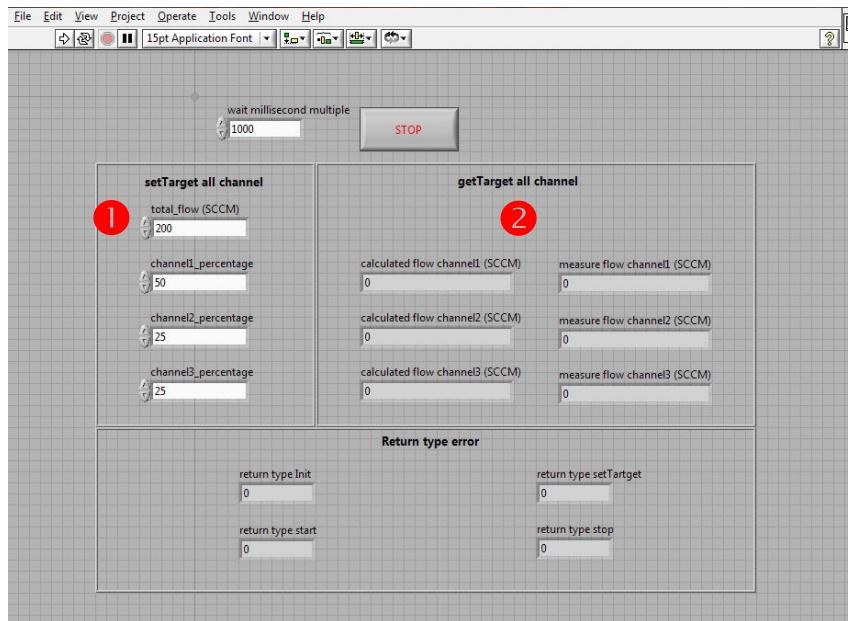 File Edit View Project Operate Tools Window Help
15pt Application Font
?
wait millisecond multiple
1000
STOP
setTarget all channel
getTarget all channel
1
2
total_flow (SCCM)
200
channel1_percentage
calculated flow channel1 (SCCM)
measure flow channel1 (SCCM)
50
0
0
channel2_percentage
calculated flow channel2 (SCCM)
measure flow channel2 (SCCM)
25
0
0
channel3_percentage
calculated flow channel3 (SCCM)
measure flow channel3 (SCCM)
25
0
0
Return type error
return type Init
return type setTartget
0
0
return type start
return type stop
0
0